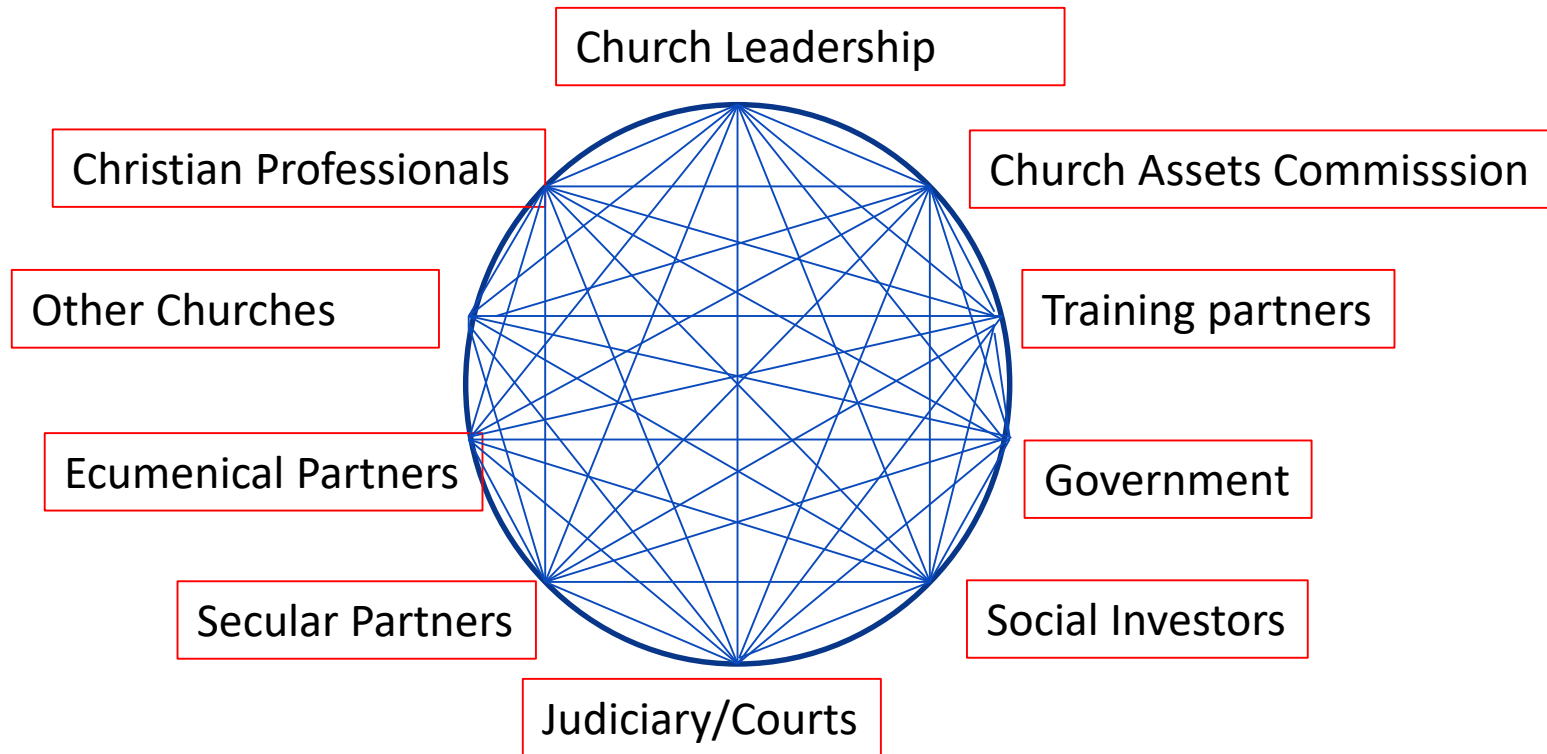 Church Leadership
Christian Professionals
Church Assets Commisssion
Other Churches
Training partners
Ecumenical Partners
Government
Secular Partners
Social Investors
Judiciary/Courts